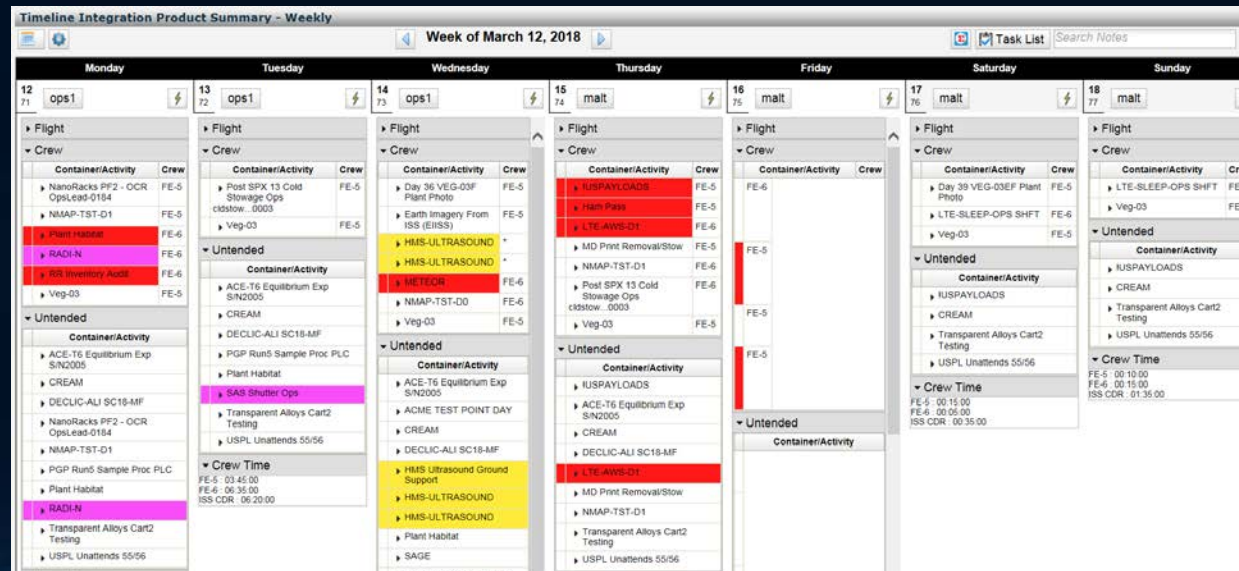 Timeline Integration Product Summary - Weekly
Week of March 12, 2018
Task List
Search Notes
Monday
Tuesday
Wednesday
Thursday
Friday
Saturday
Sunday
12
71
ops1
Flight
Crew
Container/Activity Crew
NanoRacks PF2 - OCR FE-5
OpsLead-0184
NMAP-TST-D1 FE-5
Plant Habitat FE-6
RADI-N FE-6
RR Inventory Audit FE-6
Veg-03 FE-5
Untended
Container/Activity
ACE-T6 Equilibrium Exp
S/N2005
CREAM
DECLIC-ALI SC18-MF
NanoRacks PF2 - OCR
OpsLead-0184
NMAP-TST-D1
PGP Run5 Sample Proc PLC
Plant Habitat
RADI-N
Transparent Alloys Cart2
Testing
USPL Unattends 55/56
13
72
ops1
Flight
Crew
Container/Activity Crew
Post SPX 13 Cold FE-5
Stowage Ops
cldstow...0003
Veg-03 FE-5
Untended
Container/Activity
ACE-T6 Equilibrium Exp
S/N2005
CREAM
DECLIC-ALI SC18-MF
PGP Run5 Sample Proc PLC
Plant Habitat
SAS Shutter Ops
Transparent Alloys Cart2
Testing
USPL Unattends 55/56
Crew Time
FE-5 : 03:45:00
FE-6 : 06:35:00
ISS CDR : 06:20:00
14
73
ops1
Flight
Crew
Container/Activity Crew
Day 36 VEG-03F FE-5
Plant Photo
Earth Imagery From FE-5
ISS (EIISS)
HMS-ULTRASOUND *
HMS-ULTRASOUND *
METEOR FE-6
NMAP-TST-D0 FE-6
Veg-03 FE-5
Untended
Container/Activity
ACE-T6 Equilibrium Exp
S/N2005
ACME TEST POINT DAY
CREAM
DECLIC-ALI SC18-MF
HMS Ultrasound Ground
Support
HMS-ULTRASOUND
HMS-ULTRASOUND
Plant Habitat
SAGE
15
74
malt
Flight
Crew
Container/Activity Crew
IUSPAYLOADS FE-5
Ham Pass FE-5
LTE-AWS-D1 FE-6
MD Print Removal/Stow FE-5
NMAP-TST-D1 FE-6
Post SPX 13 Cold FE-6
Stowage Ops
cldstow...0003
Veg-03 FE-5
Untended
Container/Activity
IUSPAYLOADS
ACE-T6 Equilibrium Exp
S/N2005
CREAM
DECLIC-ALI SC18-MF
LTE-AWS-D1
MD Print Removal/Stow
NMAP-TST-D1
Transparent Alloys Cart2
Testing
USPL Unattends 55/56
16
75
malt
Flight
Crew
Container/Activity Crew
FE-6
FE-5
FE-5
FE-5
Untended
Container/Activity
17
76
malt
Flight
Crew
Container/Activity Crew
Day 39 VEG-03EF Plant FE-5
Photo
LTE-SLEEP-OPS SHFT FE-6
Veg-03 FE-5
Untended
Container/Activity
IUSPAYLOADS
CREAM
Transparent Alloys Cart2
Testing
USPL Unattends 55/56
Crew Time
FE-5 : 00:15:00
FE-6 : 00:05:00
ISS CDR : 00:35:00
18
77
malt
Flight
Crew
Container/Activity Cre
LTE-SLEEP-OPS SHFT FE
Veg-03 FE
Untended
Container/Activity
IUSPAYLOADS
CREAM
Transparent Alloys Cart2
Testing
USPL Unattends 55/56
Crew Time
FE-5 : 00:10:00
FE-6 : 00:15:00
ISS CDR : 01:35:00